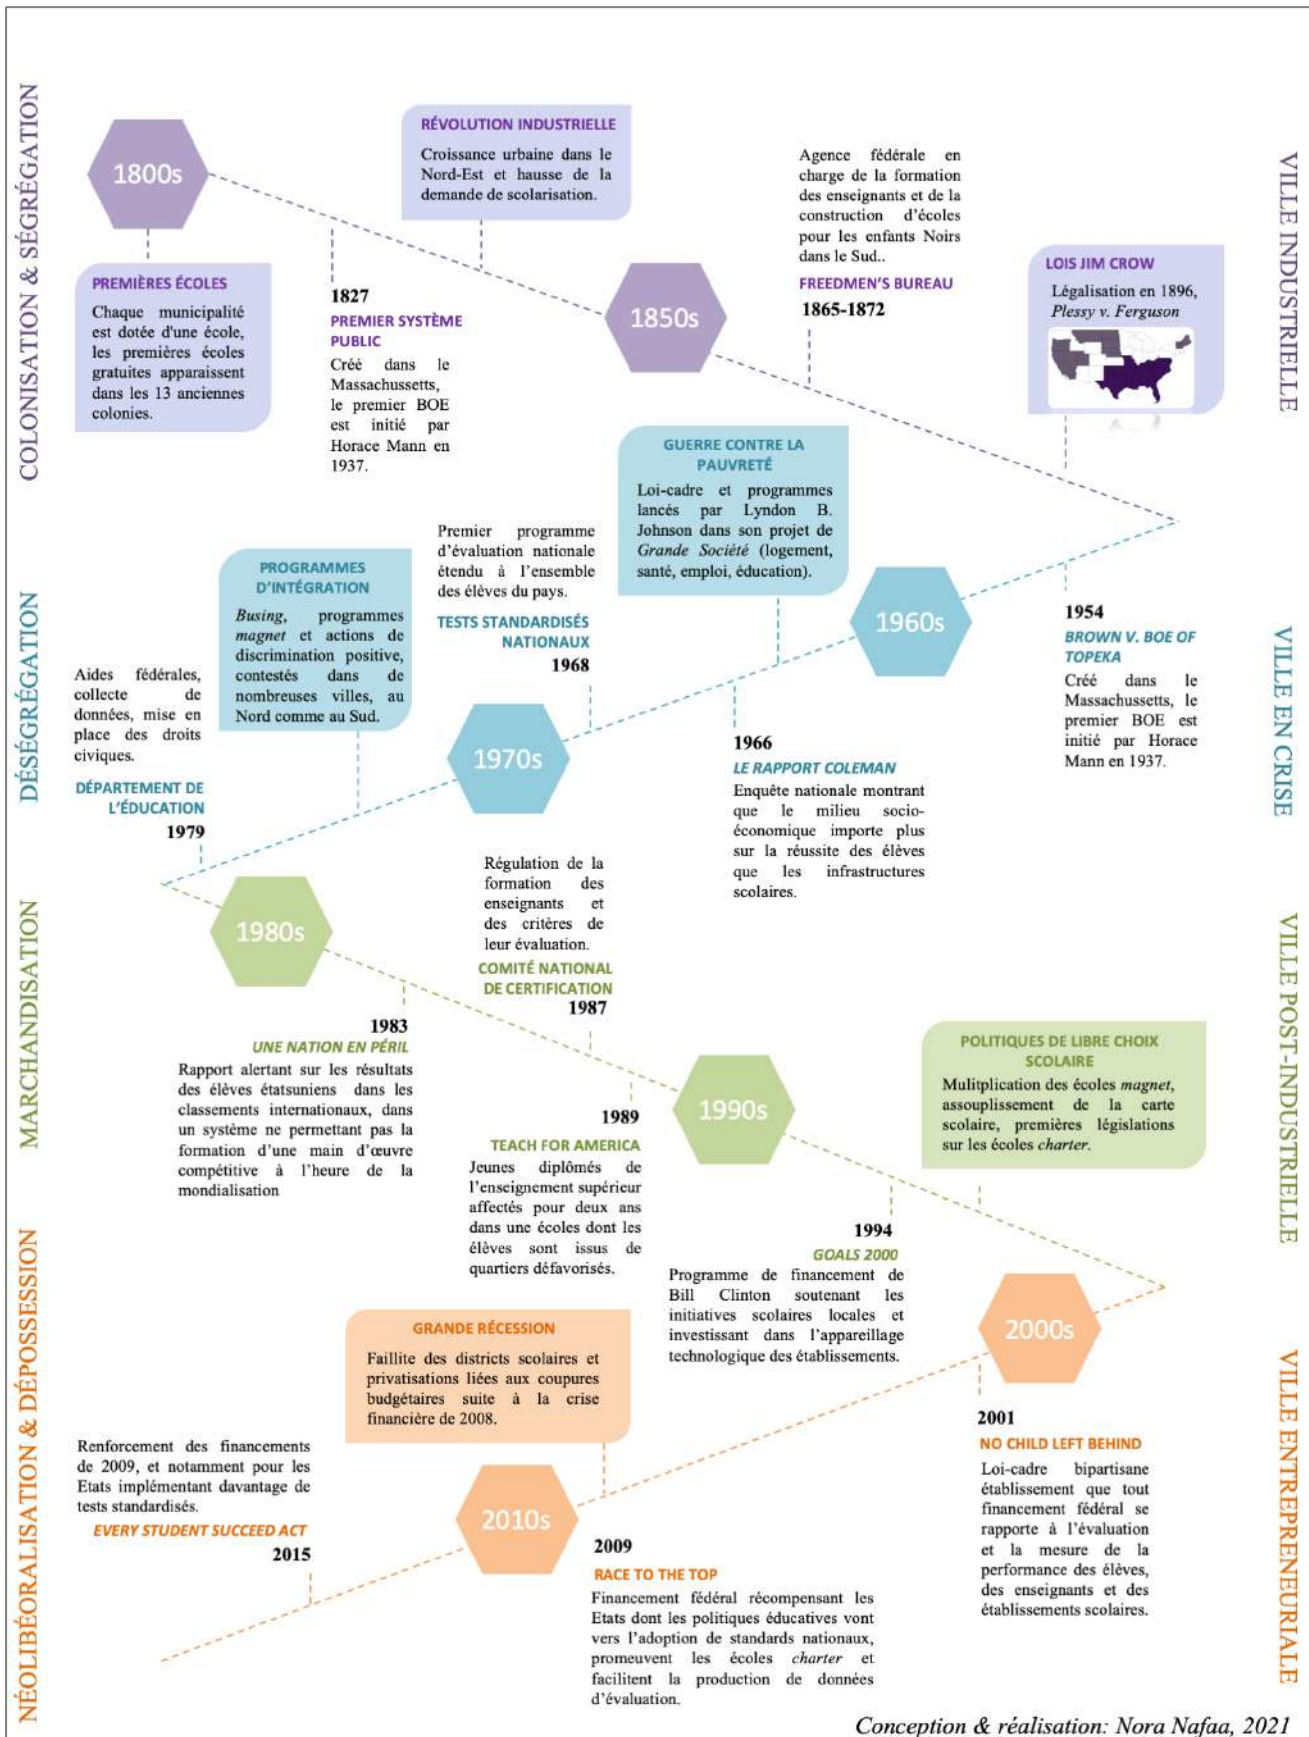 COLONISATION & SÉGRÉGATION
VILLE INDUSTRIELLE
1800s
PREMIÈRES ÉCOLES
Chaque municipalité
est dotée d'une école,
les premières écoles
gratuites apparaissent
dans les 13 anciennes
colonies.
1827
PREMIER SYSTÈME
PUBLIC
Créé dans le
Massachussetts,
le premier BOE
est initié par
Horace Mann en
1937.
RÉVOLUTION INDUSTRIELLE
Croissance urbaine dans le
Nord-Est et hausse de la
demande de scolarisation.
1850s
Agence fédérale en
charge de la formation
des enseignants et de la
construction d'écoles
pour les enfants Noirs
dans le Sud..
FREEDMEN'S BUREAU
1865-1872
LOIS JIM CROW
Légalisation en 1896,
Plessy v. Ferguson
DÉSÉGRÉGATION
VILLE EN CRISE
1954
BROWN V. BOE OF
TOPEKA
Créé dans le
Massachussetts, le
premier BOE est
initié par Horace
Mann en 1937.
1960s
GUERRE CONTRE LA
PAUVRETÉ
Loi-cadre et programmes
lancés par Lyndon B.
Johnson dans son projet de
Grande Société (logement,
santé, emploi, éducation).
1966
LE RAPPORT COLEMAN
Enquête nationale montrant
que le milieu socio-
économique importe plus
sur la réussite des élèves
que les infrastructures
scolaires.
Premier programme
d'évaluation nationale
étendu à l'ensemble
des élèves du pays.
TESTS STANDARDISÉS
NATIONAUX
1968
1970s
PROGRAMMES
D'INTÉGRATION
Busing, programmes
magnet et actions de
discrimination positive,
contestés dans de
nombreuses villes, au
Nord comme au Sud.
Aides fédérales,
collecte de
données, mise en
place des droits
civiques.
DÉPARTEMENT DE
L'ÉDUCATION
1979
MARCHANDISATION
VILLE POST-INDUSTRIELLE
1980s
1983
UNE NATION EN PÉRIL
Rapport alertant sur les résultats
des élèves étatsuniens dans les
classements internationaux, dans
un système ne permettant pas la
formation d'une main d'œuvre
compétitive à l'heure de la
mondialisation
Régulation de la
formation des
enseignants et
des critères de
leur évaluation.
COMITÉ NATIONAL
DE CERTIFICATION
1987
1989
TEACH FOR AMERICA
Jeunes diplômés de
l'enseignement supérieur
affectés pour deux ans
dans une écoles dont les
élèves sont issus de
quartiers défavorisés.
1990s
1994
GOALS 2000
Programme de financement de
Bill Clinton soutenant les
initiatives scolaires locales et
investissant dans l'appareillage
technologique des établissements.
POLITIQUES DE LIBRE CHOIX
SCOLAIRE
Mulitplication des écoles magnet,
assouplissement de la carte
scolaire, premières législations
sur les écoles charter.
NÉOLIBÉORALISATION & DÉPOSSESSION
VILLE ENTREPRENEURIALE
2000s
2001
NO CHILD LEFT BEHIND
Loi-cadre bipartisane
établissement que tout
financement fédéral se
rapporte à l'évaluation
et la mesure de la
performance des élèves,
des enseignants et des
établissements scolaires.
GRANDE RÉCESSION
Faillite des districts scolaires et
privatisations liées aux coupures
budgétaires suite à la crise
financière de 2008.
2010s
2009
RACE TO THE TOP
Financement fédéral récompensant les
Etats dont les politiques éducatives vont
vers l'adoption de standards nationaux,
promeuvent les écoles charter et
facilitent la production de données
d'évaluation.
Renforcement des financements
de 2009, et notamment pour les
Etats implémentant davantage de
tests standardisés.
EVERY STUDENT SUCCEED ACT
2015
Conception & réalisation: Nora Nafaa, 2021